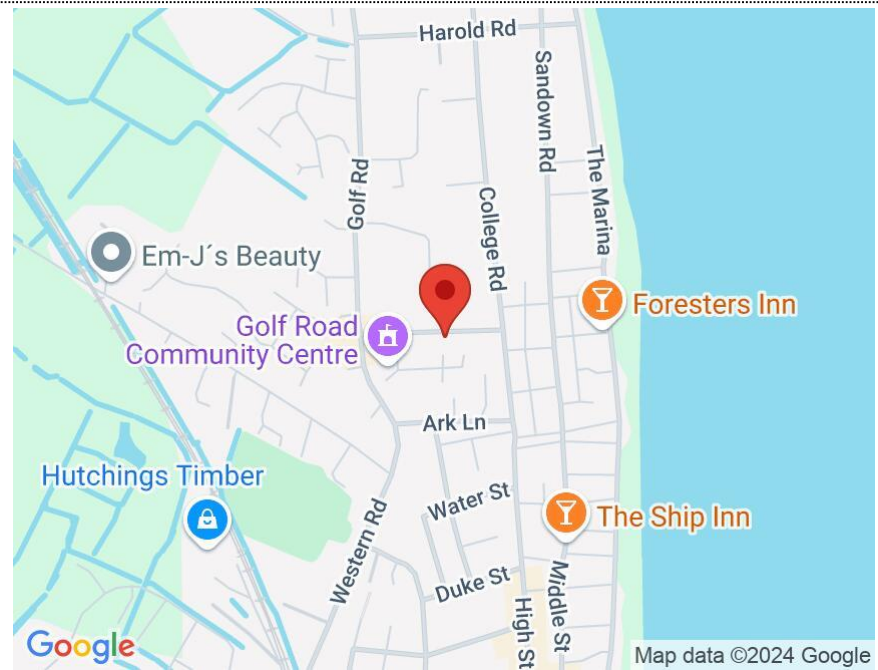 Harold Rd
Sandown Rd
The Marina
Golf Rd
College Rd
Em-J´s Beauty
Foresters Inn
Golf Road
Community Centre
Ark Ln
Hutchings Timber
Water St
The Ship Inn
Western Rd
Duke St
Middle St
High St
Google
Map data ©2024 Google